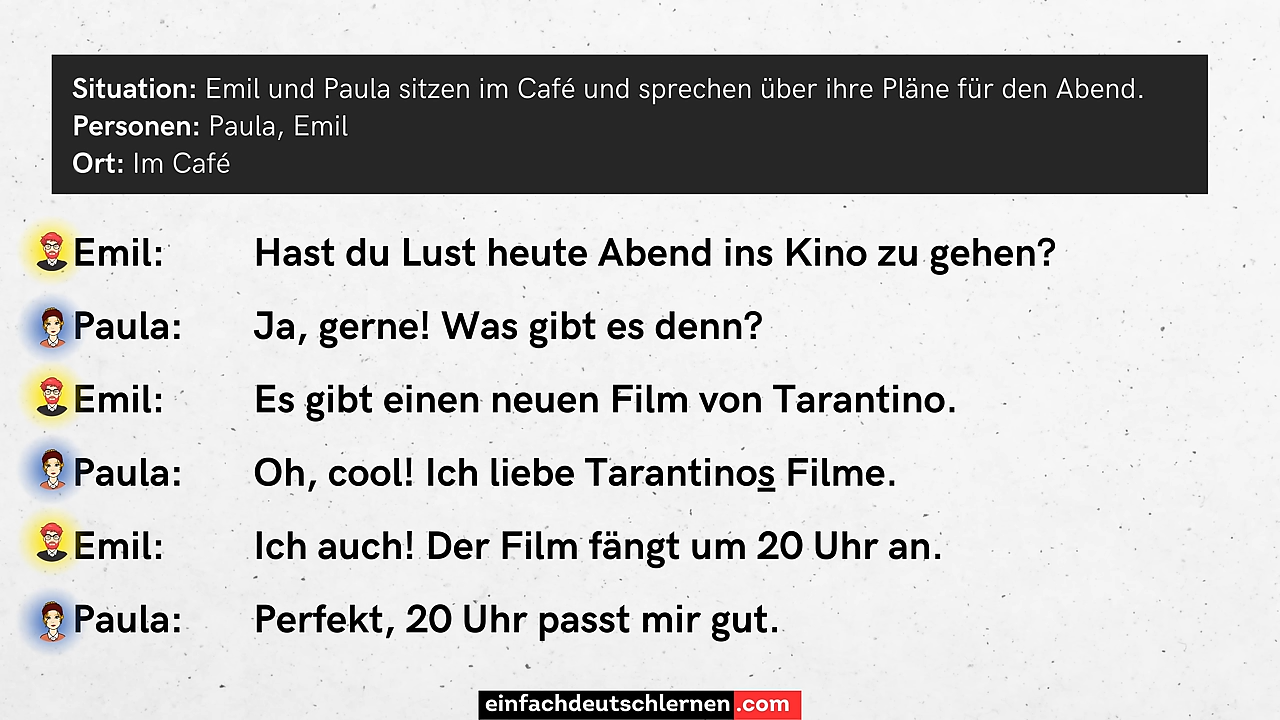 Situation: Emil und Paula sitzen im Café und sprechen über ihre Pläne für den Abend.
Personen: Paula, Emil
Ort: Im Café
Emil: Hast du Lust heute Abend ins Kino zu gehen?
Paula: Ja, gerne! Was gibt es denn?
Emil: Es gibt einen neuen Film von Tarantino.
Paula: Oh, cool! Ich liebe Tarantinos Filme.
Emil: Ich auch! Der Film fängt um 20 Uhr an.
Paula: Perfekt, 20 Uhr passt mir gut.
einfachdeutschlernen.com